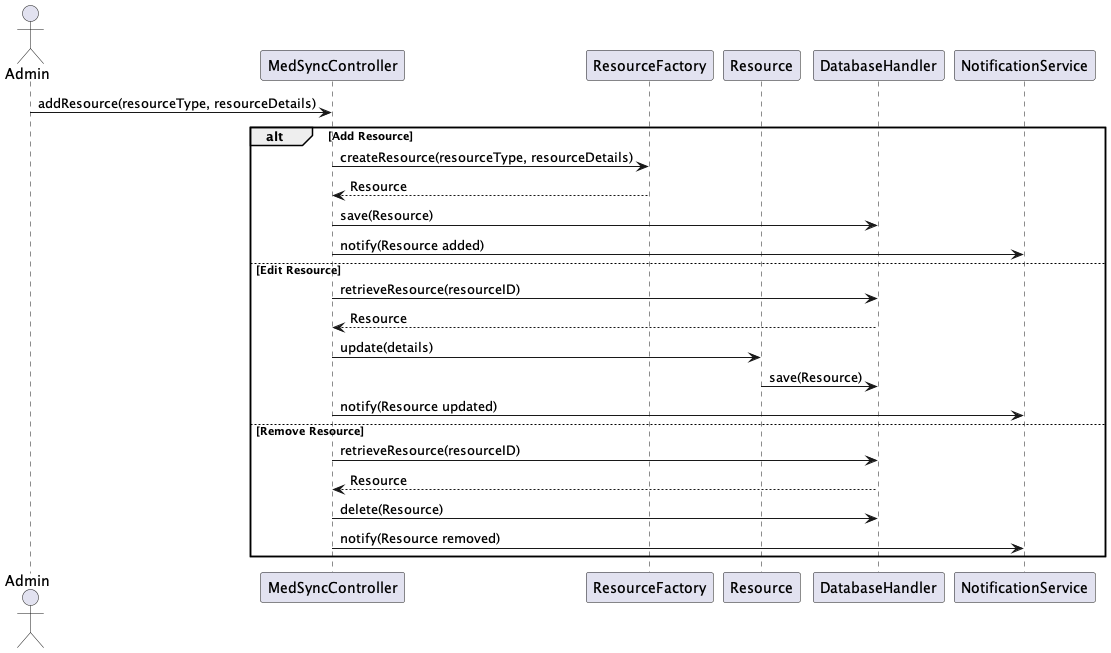 Admin
MedSyncController
ResourceFactory
Resource
DatabaseHandler
NotificationService
addResource(resourceType, resourceDetails)
alt
[Add Resource]
createResource(resourceType, resourceDetails)
Resource
save(Resource)
notify(Resource added)
[Edit Resource]
retrieveResource(resourceID)
Resource
update(details)
save(Resource)
notify(Resource updated)
[Remove Resource]
retrieveResource(resourceID)
Resource
delete(Resource)
notify(Resource removed)
Admin
MedSyncController
ResourceFactory
Resource
DatabaseHandler
NotificationService